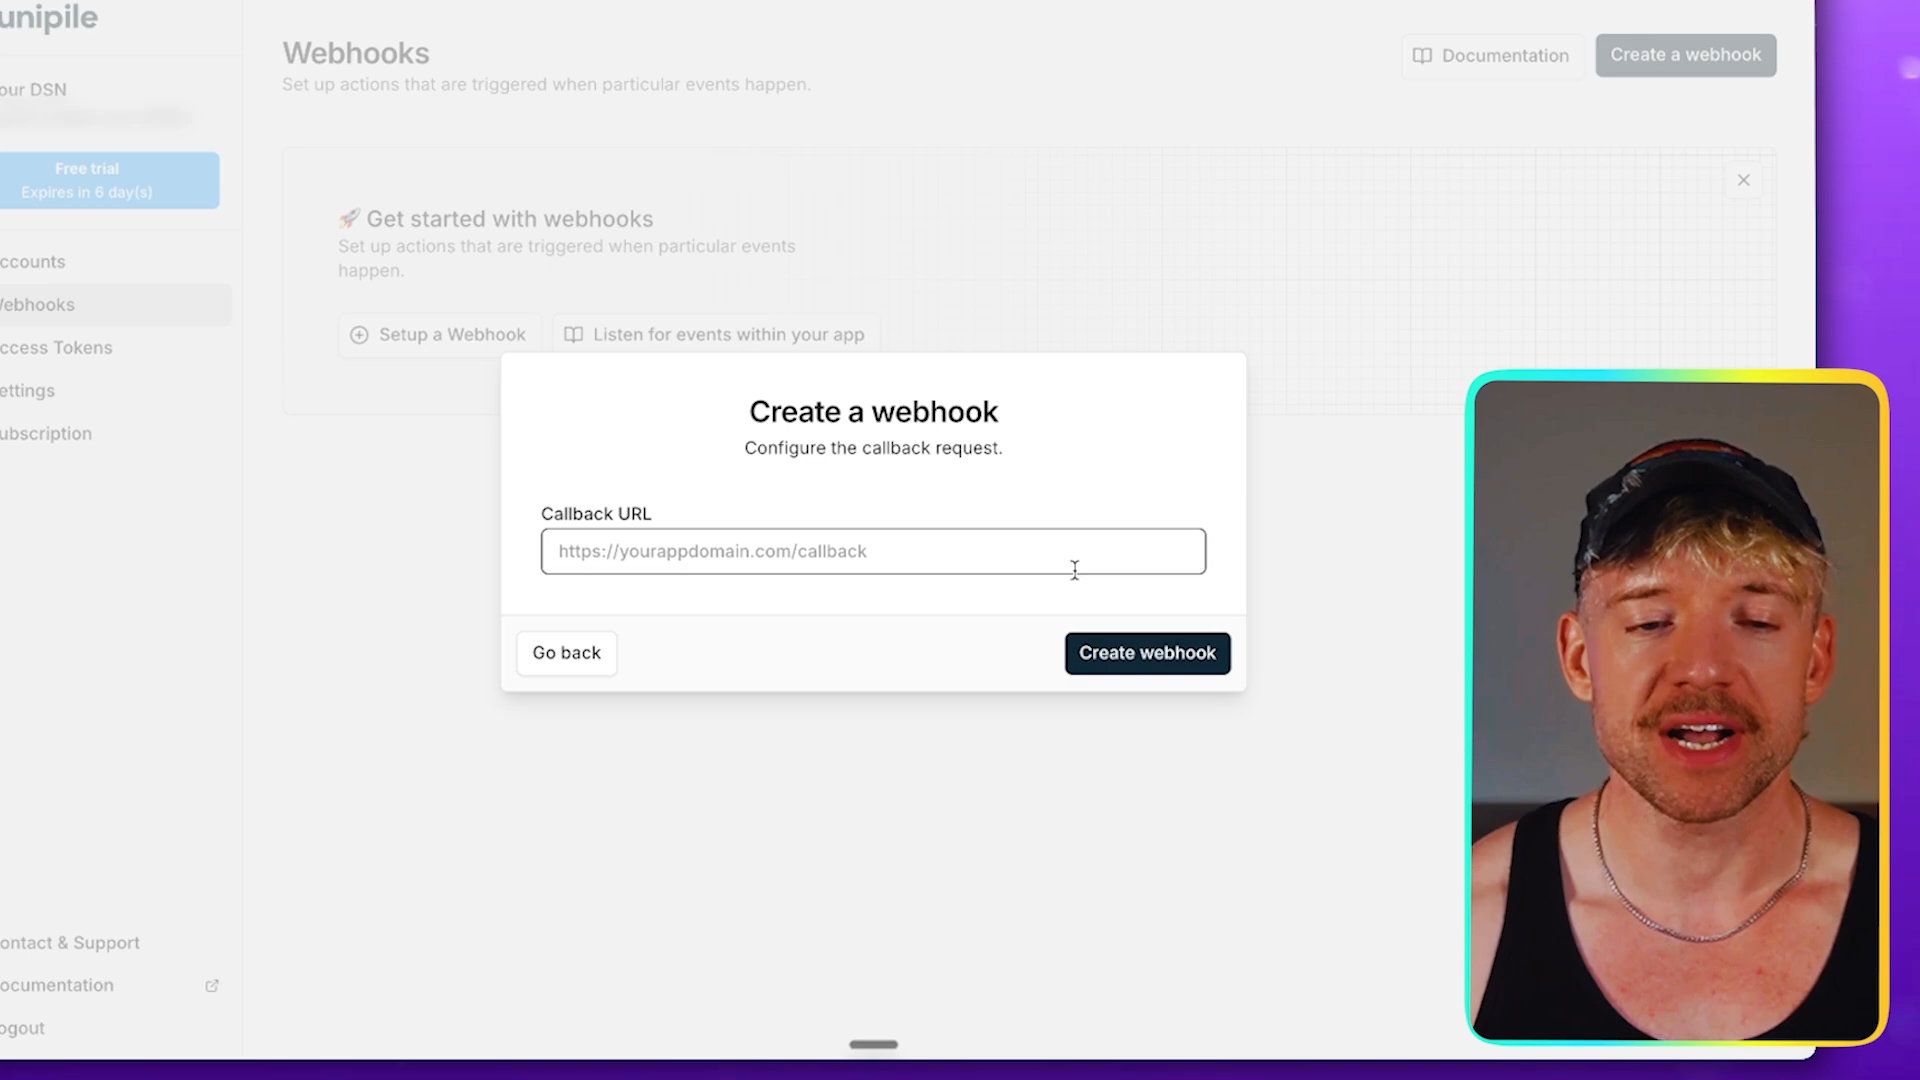 unipile
our DSN
Free trial
Expires in 6 day(s)
ccounts
Webhooks
ccess Tokens
ettings
ubscription
ontact & Support
ocumentation
ogout
Webhooks
Set up actions that are triggered when particular events happen.
Documentation
Create a webhook
🚀 Get started with webhooks
Set up actions that are triggered when particular events
happen.
Setup a Webhook
Listen for events within your app
Create a webhook
Configure the callback request.
Callback URL
https://yourappdomain.com/callback
Go back
Create webhook